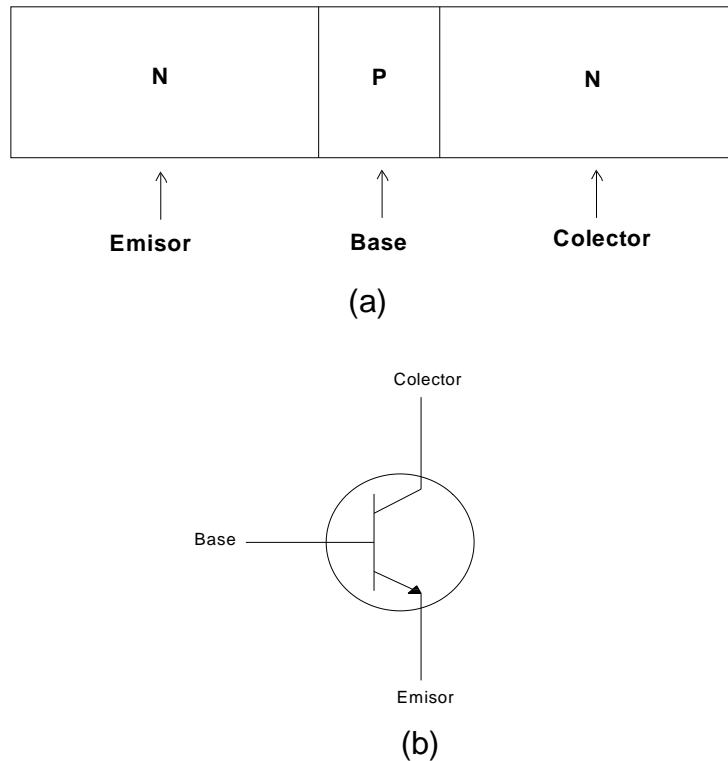 N P N
Emisor Base Colector
(a)
Colector
Base
Emisor
(b)